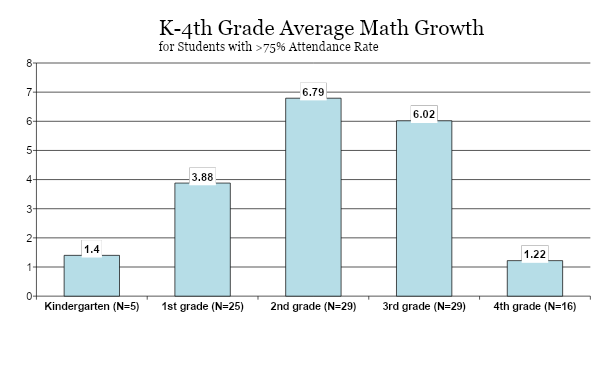 K-4th Grade Average Math Growth
for Students with >75% Attendance Rate
8
7
6
5
4
3
2
1
0
1.4
3.88
6.79
6.02
1.22
Kindergarten (N=5)
1st grade (N=25)
2nd grade (N=29)
3rd grade (N=29)
4th grade (N=16)